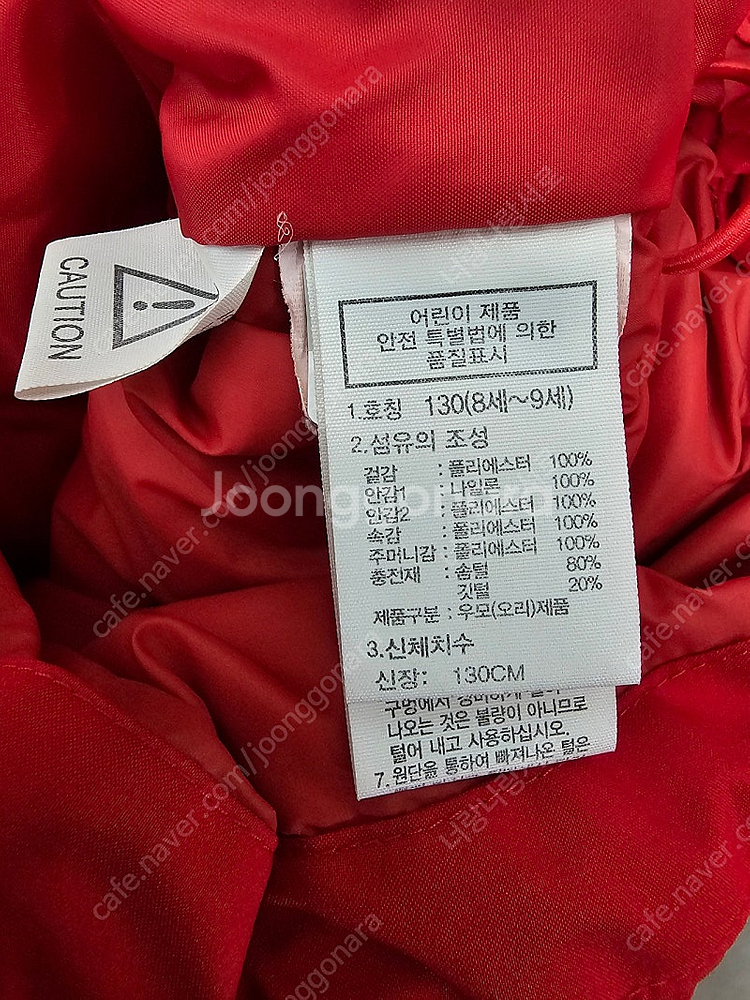 CAUTION
어린이 제품
안전 특별법에 의한
품질표시
1.호칭 130(8세~9세)
2.섬유의 조성
겉감 : 폴리에스터 100%
안감1 : 나일론 100%
안감2 : 폴리에스터 100%
속감 : 폴리에스터 100%
주머니감 : 폴리에스터 100%
충전재 : 솜털 80%
깃털 20%
제품구분 : 우모(오리)제품
3.신체치수
신장: 130CM
나오는 것은 불량이 아니므로
털어 내고 사용하십시오.
7.원단을 통하여 빠져나온 털은
Joonggonara
cafe.naver.com/joonggonara